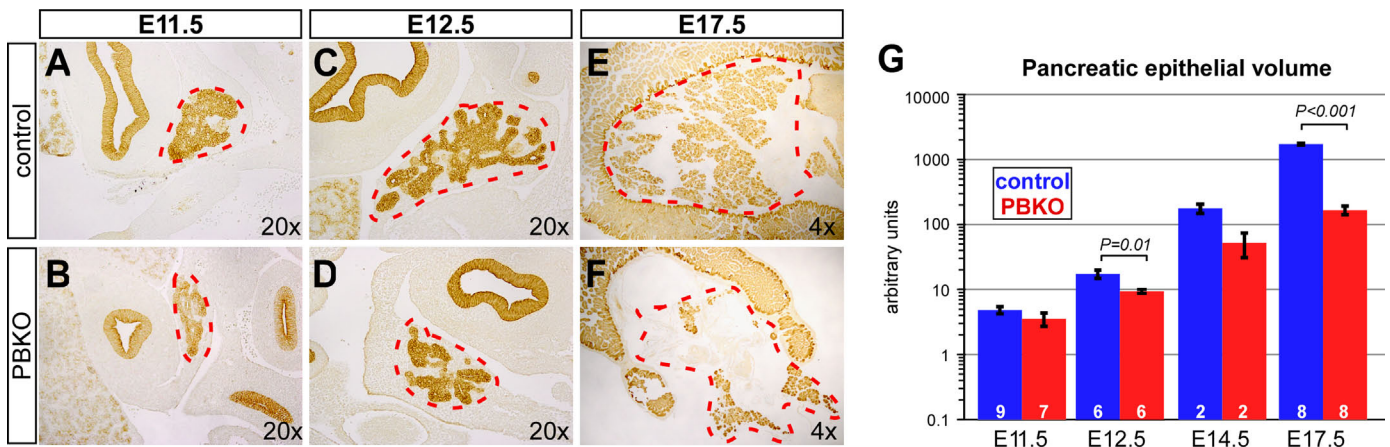 E11.5
E12.5
E17.5
control
PBKO
A
20x
C
20x
E
4x
B
20x
D
20x
F
4x
G
Pancreatic epithelial volume
arbitrary units
10000
1000
100
10
1
0.1
control
PBKO
P=0.01
P<0.001
9
7
6
6
2
2
8
8
E11.5
E12.5
E14.5
E17.5